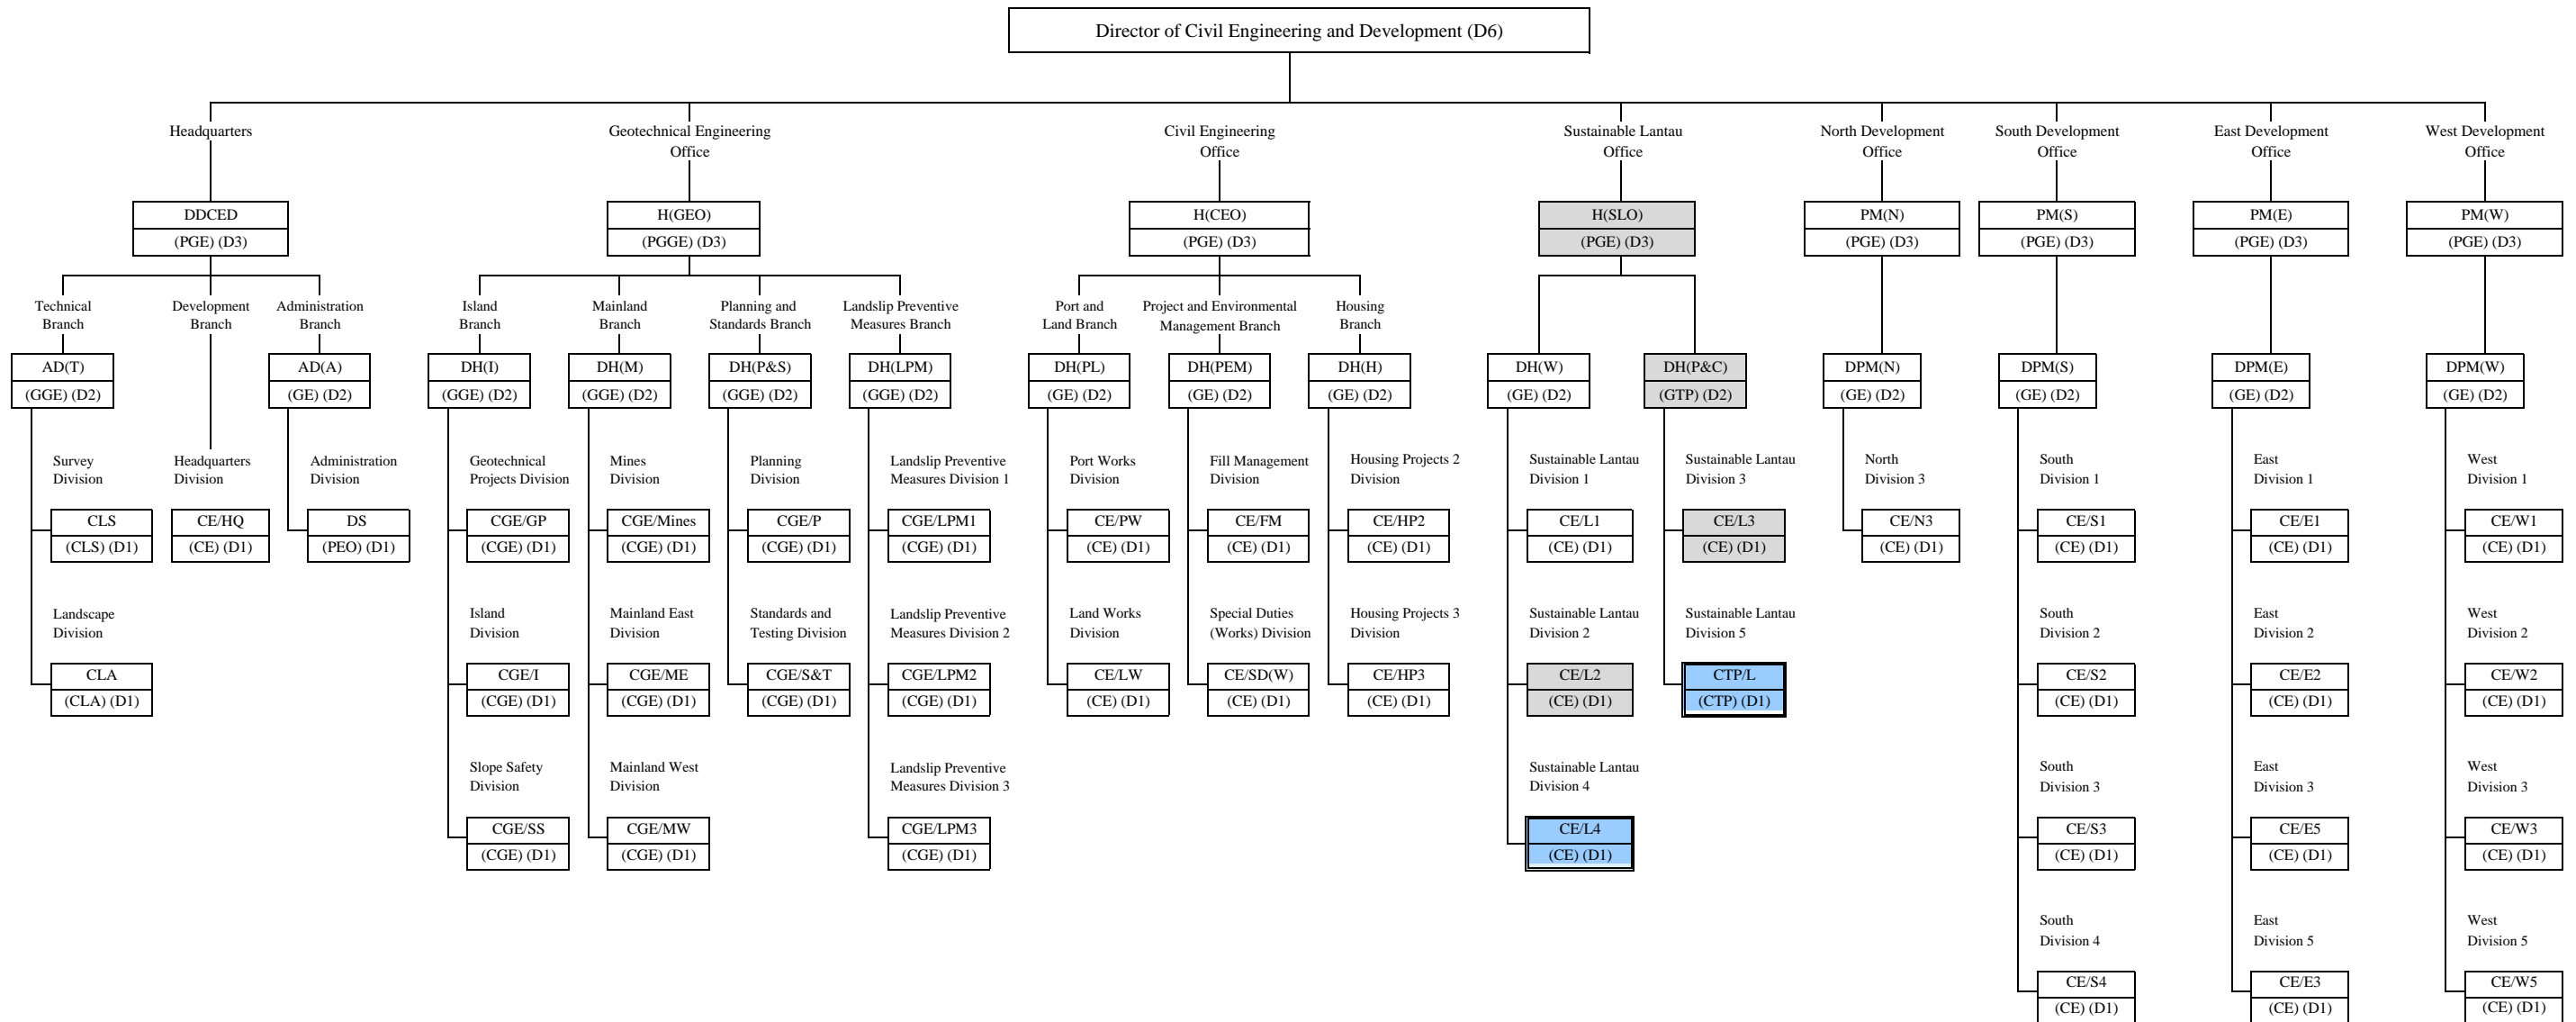 Director of Civil Engineering and Development (D6)
Headquarters
Geotechnical Engineering
Office
Civil Engineering
Office
Sustainable Lantau
Office
North Development
Office
South Development
Office
East Development
Office
West Development
Office
DDCED
(PGE) (D3)
H(GEO)
(PGGE) (D3)
H(CEO)
(PGE) (D3)
H(SLO)
(PGE) (D3)
PM(N)
(PGE) (D3)
PM(S)
(PGE) (D3)
PM(E)
(PGE) (D3)
PM(W)
(PGE) (D3)
Technical
Branch
Development
Branch
Administration
Branch
Island
Branch
Mainland
Branch
Planning and
Standards Branch
Landslip Preventive
Measures Branch
Port and
Land Branch
Project and Environmental
Management Branch
Housing
Branch
AD(T)
(GGE) (D2)
AD(A)
(GE) (D2)
DH(I)
(GGE) (D2)
DH(M)
(GGE) (D2)
DH(P&S)
(GGE) (D2)
DH(LPM)
(GGE) (D2)
DH(PL)
(GE) (D2)
DH(PEM)
(GE) (D2)
DH(H)
(GE) (D2)
DH(W)
(GE) (D2)
DH(P&C)
(GTP) (D2)
DPM(N)
(GE) (D2)
DPM(S)
(GE) (D2)
DPM(E)
(GE) (D2)
DPM(W)
(GE) (D2)
Survey
Division
Headquarters
Division
Administration
Division
Geotechnical
Projects Division
Mines
Division
Planning
Division
Landslip Preventive
Measures Division 1
Port Works
Division
Fill Management
Division
Housing Projects 2
Division
Sustainable Lantau
Division 1
Sustainable Lantau
Division 3
North
Division 3
South
Division 1
East
Division 1
West
Division 1
CLS
(CLS) (D1)
CE/HQ
(CE) (D1)
DS
(PEO) (D1)
CGE/GP
(CGE) (D1)
CGE/Mines
(CGE) (D1)
CGE/P
(CGE) (D1)
CGE/LPM1
(CGE) (D1)
CE/PW
(CE) (D1)
CE/FM
(CE) (D1)
CE/HP2
(CE) (D1)
CE/L1
(CE) (D1)
CE/L3
(CE) (D1)
CE/N3
(CE) (D1)
CE/S1
(CE) (D1)
CE/E1
(CE) (D1)
CE/W1
(CE) (D1)
Landscape
Division
Island
Division
Mainland East
Division
Standards and
Testing Division
Landslip Preventive
Measures Division 2
Land Works
Division
Special Duties
(Works) Division
Housing Projects 3
Division
Sustainable Lantau
Division 2
Sustainable Lantau
Division 5
South
Division 2
East
Division 2
West
Division 2
CLA
(CLA) (D1)
CGE/I
(CGE) (D1)
CGE/ME
(CGE) (D1)
CGE/S&T
(CGE) (D1)
CGE/LPM2
(CGE) (D1)
CE/LW
(CE) (D1)
CE/SD(W)
(CE) (D1)
CE/HP3
(CE) (D1)
CE/L2
(CE) (D1)
CTP/L
(CTP) (D1)
CE/S2
(CE) (D1)
CE/E2
(CE) (D1)
CE/W2
(CE) (D1)
Slope Safety
Division
Mainland West
Division
Landslip Preventive
Measures Division 3
Sustainable Lantau
Division 4
South
Division 3
East
Division 3
West
Division 3
CGE/SS
(CGE) (D1)
CGE/MW
(CGE) (D1)
CGE/LPM3
(CGE) (D1)
CE/L4
(CE) (D1)
CE/S3
(CE) (D1)
CE/E5
(CE) (D1)
CE/W3
(CE) (D1)
South
Division 4
East
Division 5
West
Division 5
CE/S4
(CE) (D1)
CE/E3
(CE) (D1)
CE/W5
(CE) (D1)